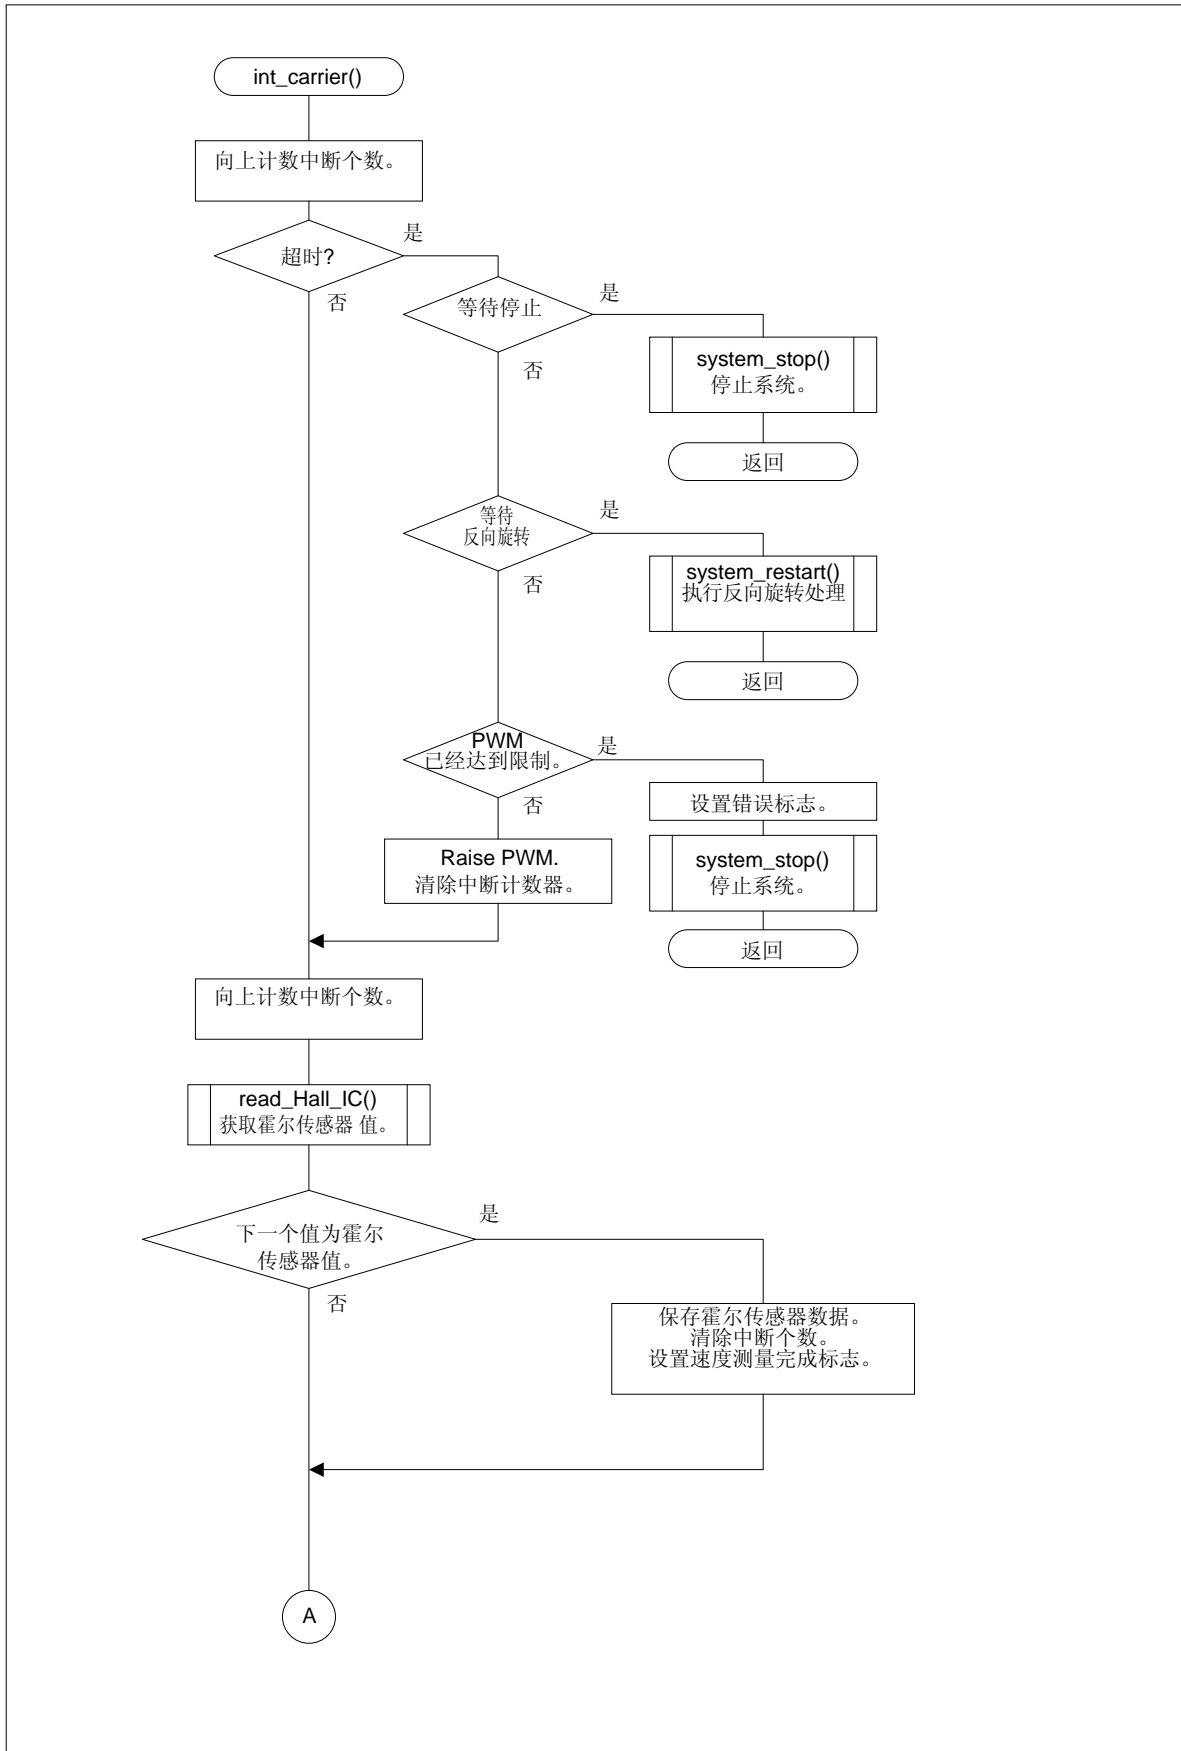 int_carrier()
向上计数中断个数。
超时?
是
否
等待停止
是
否
system_stop()
停止系统。
返回
等待
反向旋转
是
否
system_restart()
执行反向旋转处理
返回
PWM
已经达到限制。
是
否
设置错误标志。
Raise PWM.
清除中断计数器。
system_stop()
停止系统。
返回
向上计数中断个数。
read_Hall_IC()
获取霍尔传感器 值。
下一个值为霍尔
传感器值。
是
否
保存霍尔传感器数据。
清除中断个数。
设置速度测量完成标志。
A